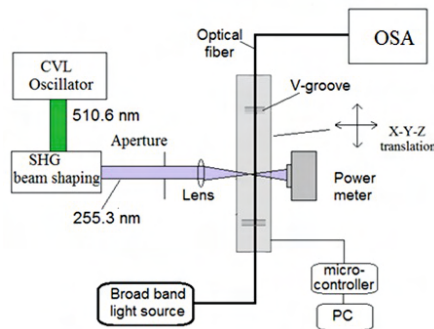 CVL
Oscillator
510.6 nm
SHG
beam shaping
255.3 nm
Aperture
Lens
Optical
fiber
OSA
V-groove
X-Y-Z
translation
Power
meter
micro-
controller
PC
Broad band
light source